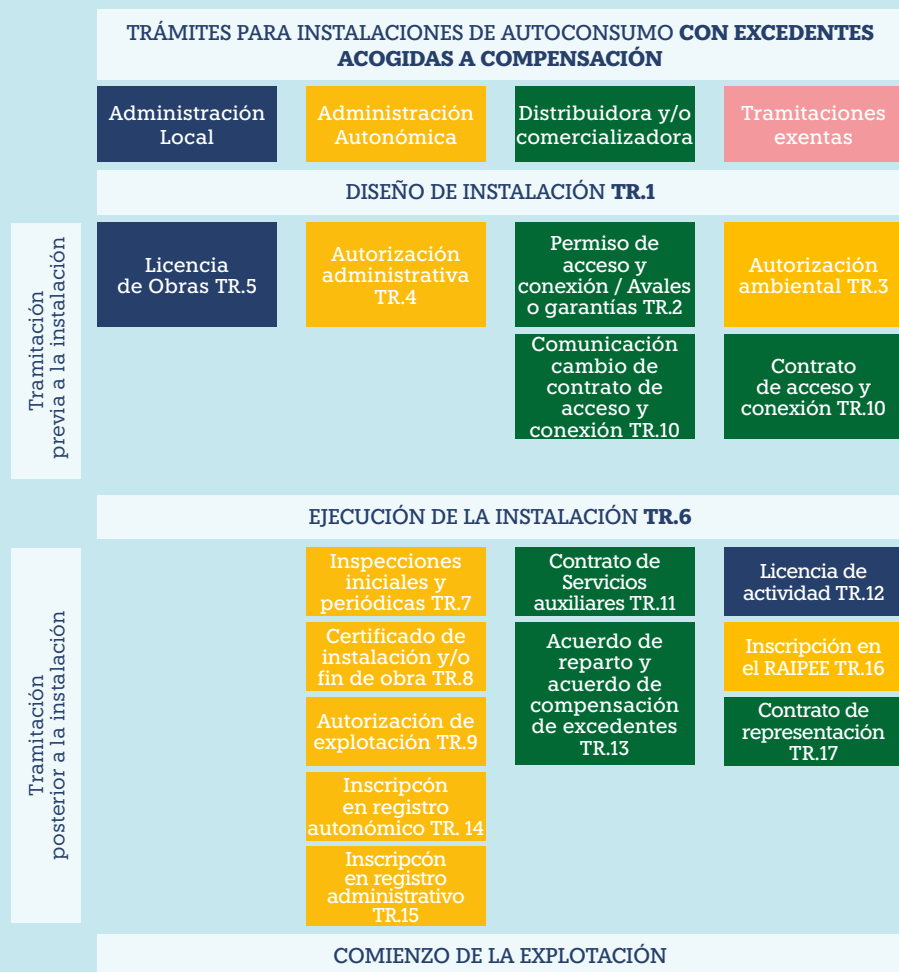 TRÁMITES PARA INSTALACIONES DE AUTOCONSUMO CON EXCEDENTES
ACOGIDAS A COMPENSACIÓN
Administración
Local
Administración
Autonómica
Distribuidora y/o
comercializadora
Tramitaciones
exentas
DISEÑO DE INSTALACIÓN TR.1
Tramitación
previa a la instalación
Licencia
de Obras TR.5
Autorización
administrativa
TR.4
Permiso de
acceso y
conexión / Avales
o garantías TR.2
Autorización
ambiental TR.3
Comunicación
cambio de
contrato de
acceso y
conexión TR.10
Contrato
de acceso y
conexión TR.10
EJECUCIÓN DE LA INSTALACIÓN TR.6
Tramitación
posterior a la instalación
Inspecciones
iniciales y
periódicas TR.7
Certificado de
instalación y/o
fin de obra TR.8
Autorización de
explotación TR.9
Inscripcón
en registro
autonómico TR. 14
Inscripcón
en registro
administrativo
TR.15
Contrato de
Servicios
auxiliares TR.11
Acuerdo de
reparto y
acuerdo de
compensación
de excedentes
TR.13
Licencia de
actividad TR.12
Inscripción en
el RAIPEE TR.16
Contrato de
representación
TR.17
COMIENZO DE LA EXPLOTACIÓN